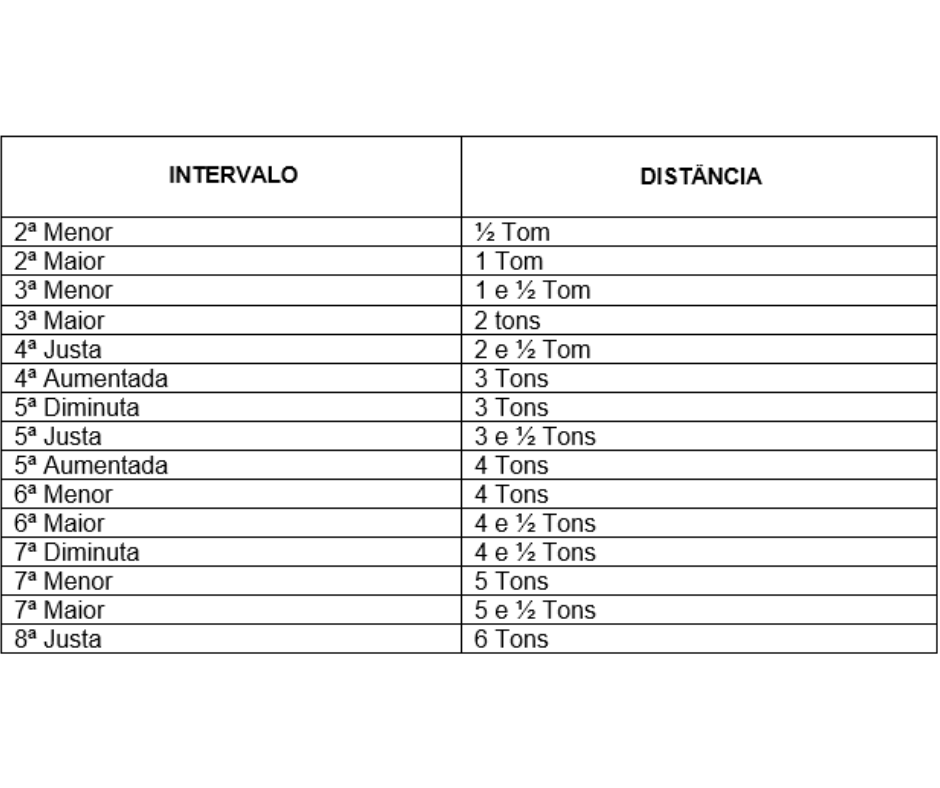 INTERVALO DISTÂNCIA
2ª Menor ½ Tom
2ª Maior 1 Tom
3ª Menor 1 e ½ Tom
3ª Maior 2 tons
4ª Justa 2 e ½ Tom
4ª Aumentada 3 Tons
5ª Diminuta 3 Tons
5ª Justa 3 e ½ Tons
5ª Aumentada 4 Tons
6ª Menor 4 Tons
6ª Maior 4 e ½ Tons
7ª Diminuta 4 e ½ Tons
7ª Menor 5 Tons
7ª Maior 5 e ½ Tons
8ª Justa 6 Tons